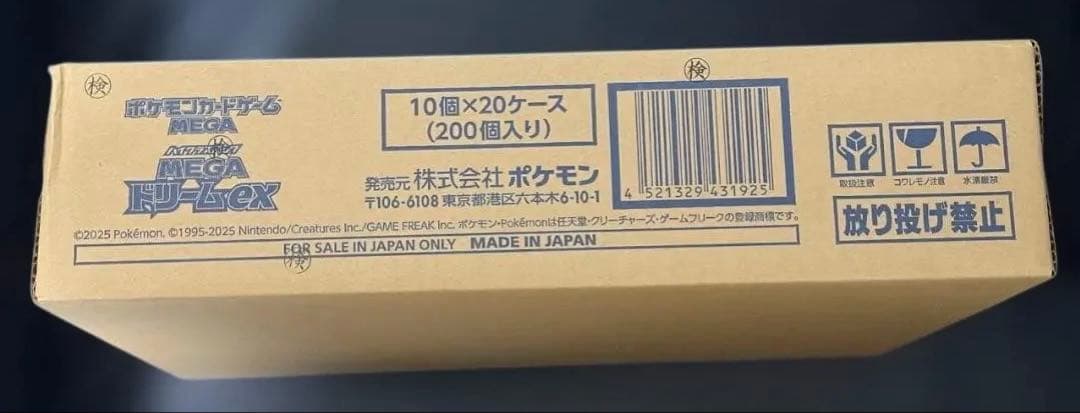 検
検
ポケモンカードゲーム
MEGA
ハイクラスパック
検
MEGA
ドリームex
10個×20ケース
(200個入り)
発売元 株式会社 ポケモン
〒106-6108 東京都港区六本木6-10-1
4 521329 431925
取扱注意
コワレモノ注意
水濡厳禁
放り投げ禁止
©2025 Pokémon. ©1995-2025 Nintendo/Creatures Inc./GAME FREAK inc. ポケモン・Pokémonは任天堂・クリーチャーズ・ゲームフリークの登録商標です。
FOR SALE IN JAPAN ONLY MADE IN JAPAN
検